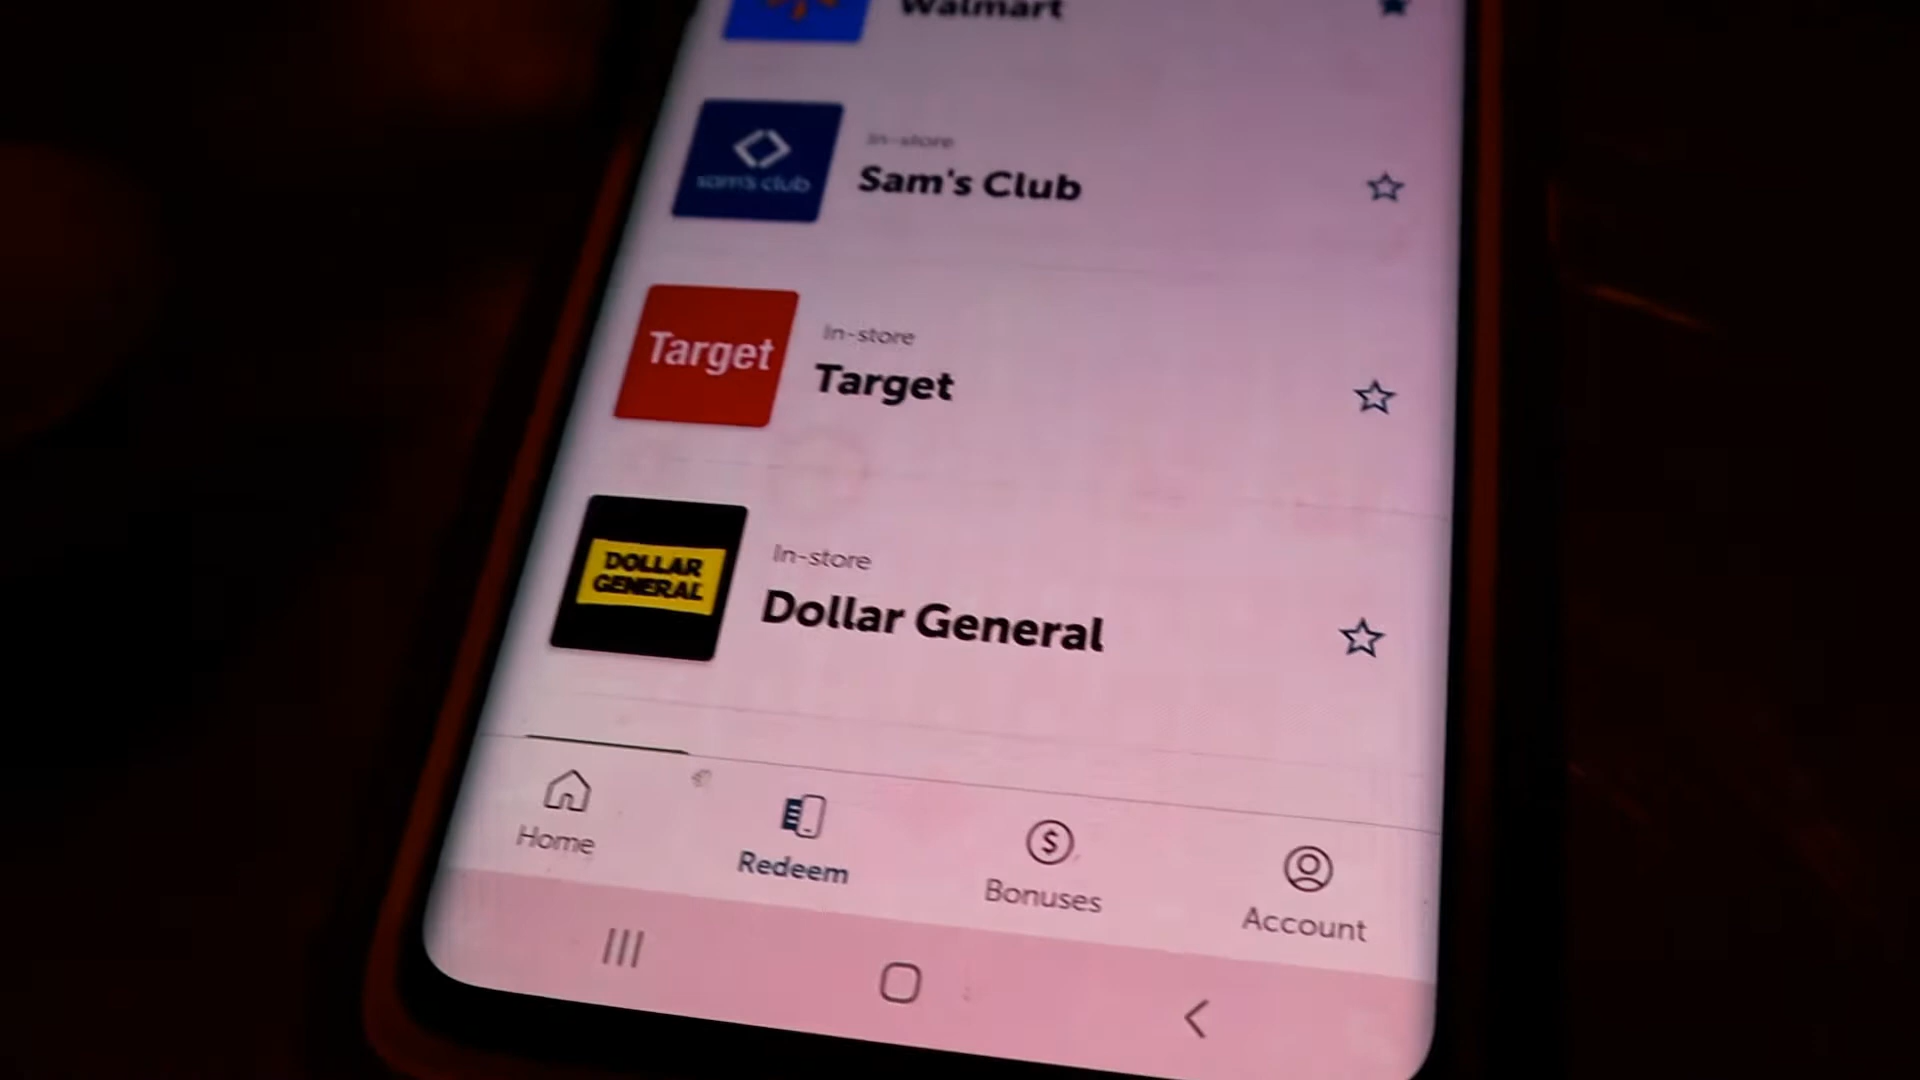 Walmart
In-store
sam's club
Sam's Club
In-store
Target
Target
In-store
DOLLAR
GENERAL
Dollar General
Home
Redeem
Bonuses
Account